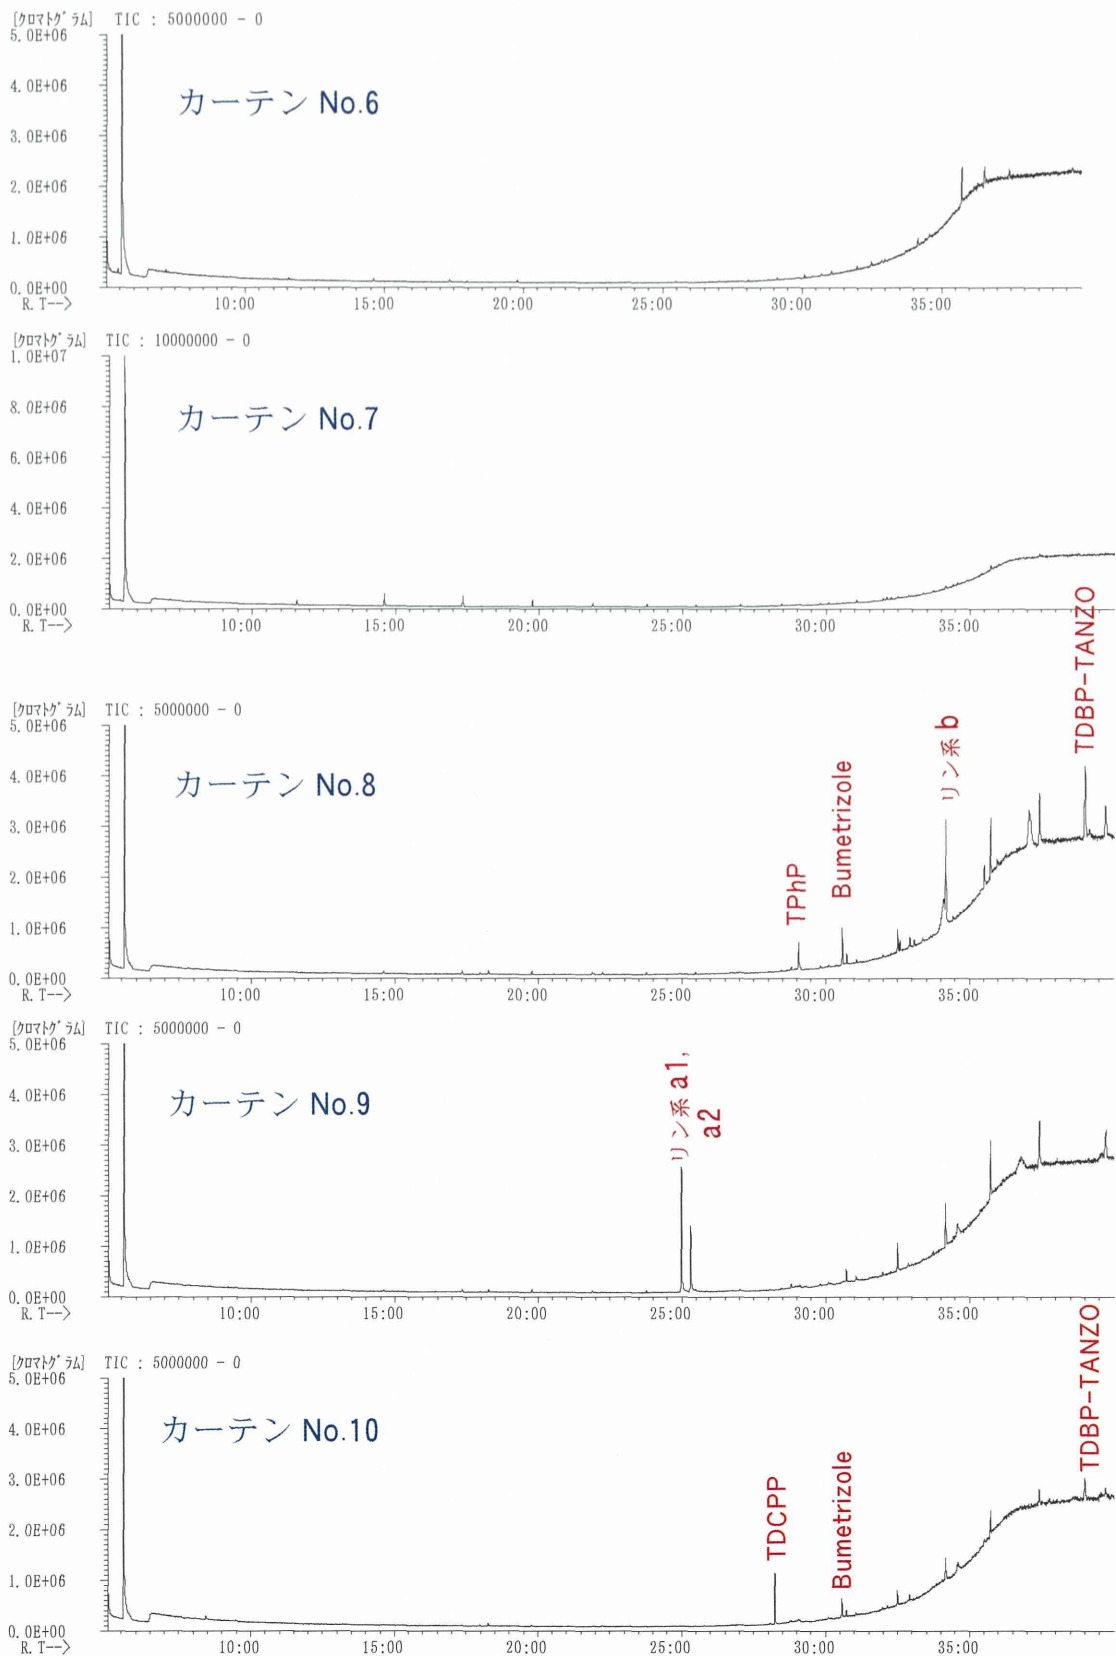 [クロマトグラム] TIC : 5000000 - 0
5.0E+06
カーテン No.6
4.0E+06
3.0E+06
2.0E+06
1.0E+06
0.0E+00
R.T-->
10:00 15:00 20:00 25:00 30:00 35:00
[クロマトグラム] TIC : 10000000 - 0
1.0E+07
カーテン No.7
8.0E+06
6.0E+06
4.0E+06
2.0E+06
0.0E+00
R.T-->
10:00 15:00 20:00 25:00 30:00 35:00
[クロマトグラム] TIC : 5000000 - 0
5.0E+06
カーテン No.8
4.0E+06
3.0E+06
2.0E+06
1.0E+06
0.0E+00
TPhP
Bumetrizole
リン系 b
TDBP-TANZO
R.T-->
10:00 15:00 20:00 25:00 30:00 35:00
[クロマトグラム] TIC : 5000000 - 0
5.0E+06
カーテン No.9
4.0E+06
3.0E+06
2.0E+06
1.0E+06
0.0E+00
リン系 a1,
a2
R.T-->
10:00 15:00 20:00 25:00 30:00 35:00
[クロマトグラム] TIC : 5000000 - 0
5.0E+06
カーテン No.10
4.0E+06
3.0E+06
2.0E+06
1.0E+06
0.0E+00
TDCPP
Bumetrizole
TDBP-TANZO
R.T-->
10:00 15:00 20:00 25:00 30:00 35:00